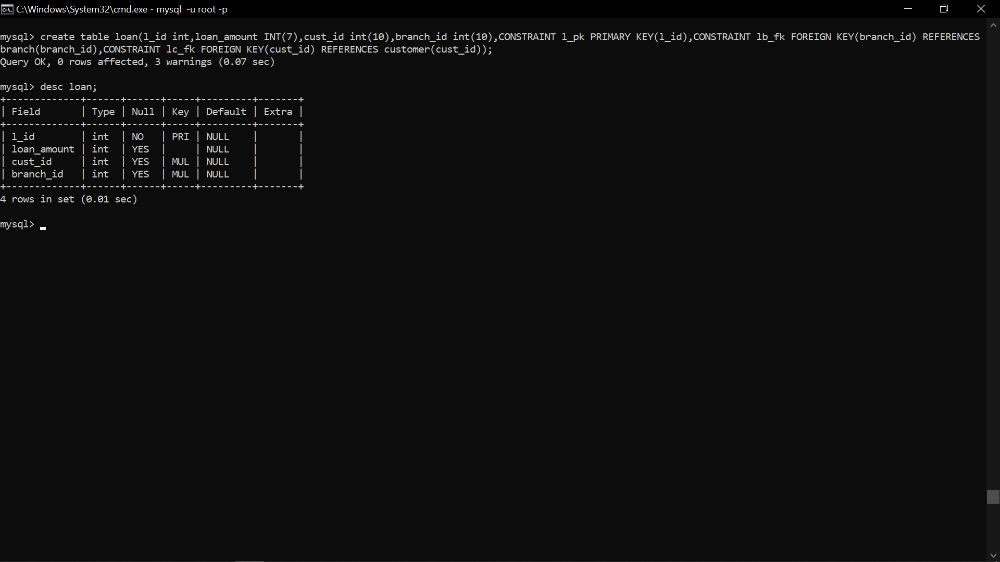 C:\Windows\System32\cmd.exe - mysql  -u root -p
mysql> create table loan(l_id int,loan_amount INT(7),cust_id int(10),branch_id int(10),CONSTRAINT l_pk PRIMARY KEY(l_id),CONSTRAINT lb_fk FOREIGN KEY(branch_id) REFERENCES
branch(branch_id),CONSTRAINT lc_fk FOREIGN KEY(cust_id) REFERENCES customer(cust_id));
Query OK, 0 rows affected, 3 warnings (0.07 sec)
mysql> desc loan;
+-------------+------+------+-----+---------+-------+
| Field       | Type | Null | Key | Default | Extra |
+-------------+------+------+-----+---------+-------+
| l_id        | int  | NO   | PRI | NULL    |       |
| loan_amount | int  | YES  |     | NULL    |       |
| cust_id     | int  | YES  | MUL | NULL    |       |
| branch_id   | int  | YES  | MUL | NULL    |       |
+-------------+------+------+-----+---------+-------+
4 rows in set (0.01 sec)
mysql>